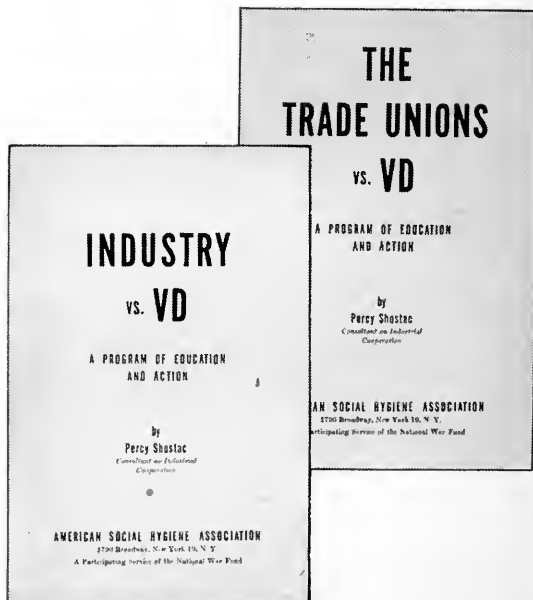 THE
TRADE UNIONS
vs. VD
A PROGRAM OF EDUCATION
AND ACTION
by
Percy Shostac
Consultant on Industrial
Cooperation
AN SOCIAL HYGIENE ASSOCIATION
1790 Broadway, New York 19, N. Y.
articipating Service of the National War Fund
INDUSTRY
vs. VD
A PROGRAM OF EDUCATION
AND ACTION
by
Percy Shostac
Consultant on Industrial
Cooperation
AMERICAN SOCIAL HYGIENE ASSOCIATION
1790 Broadway, New York 19, N. Y.
A Participating Service of the National War Fund